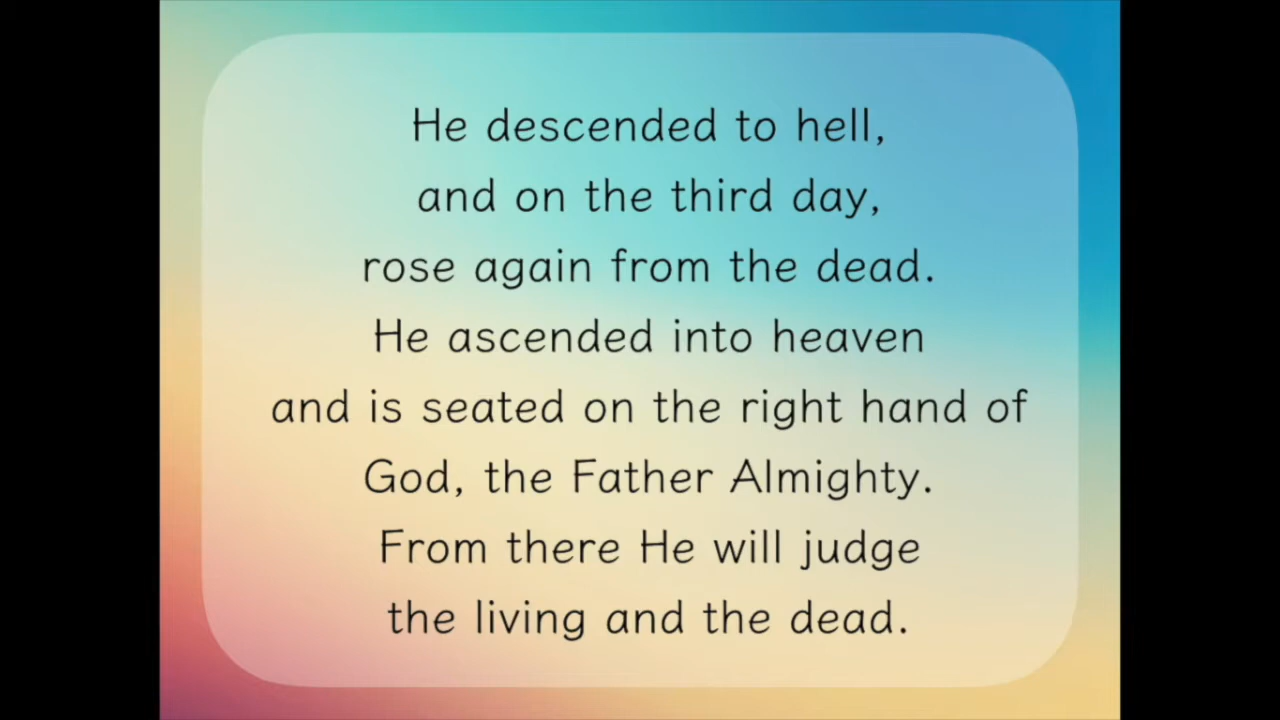 He descended to hell,
and on the third day,
rose again from the dead.
He ascended into heaven
and is seated on the right hand of
God, the Father Almighty.
From there He will judge
the living and the dead.